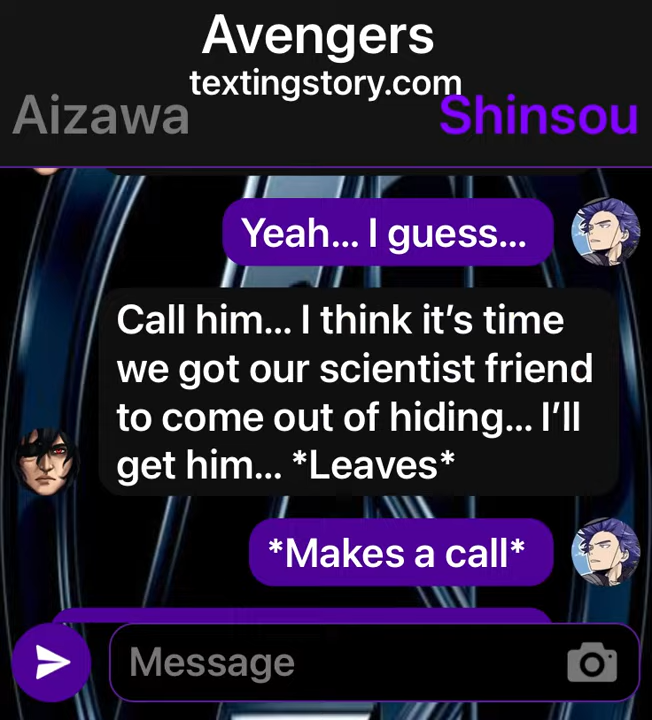 Avengers
textingstory.com
Aizawa
Shinsou
Yeah... I guess...
Call him... I think it’s time
we got our scientist friend
to come out of hiding... I’ll
get him... *Leaves*
*Makes a call*
Message